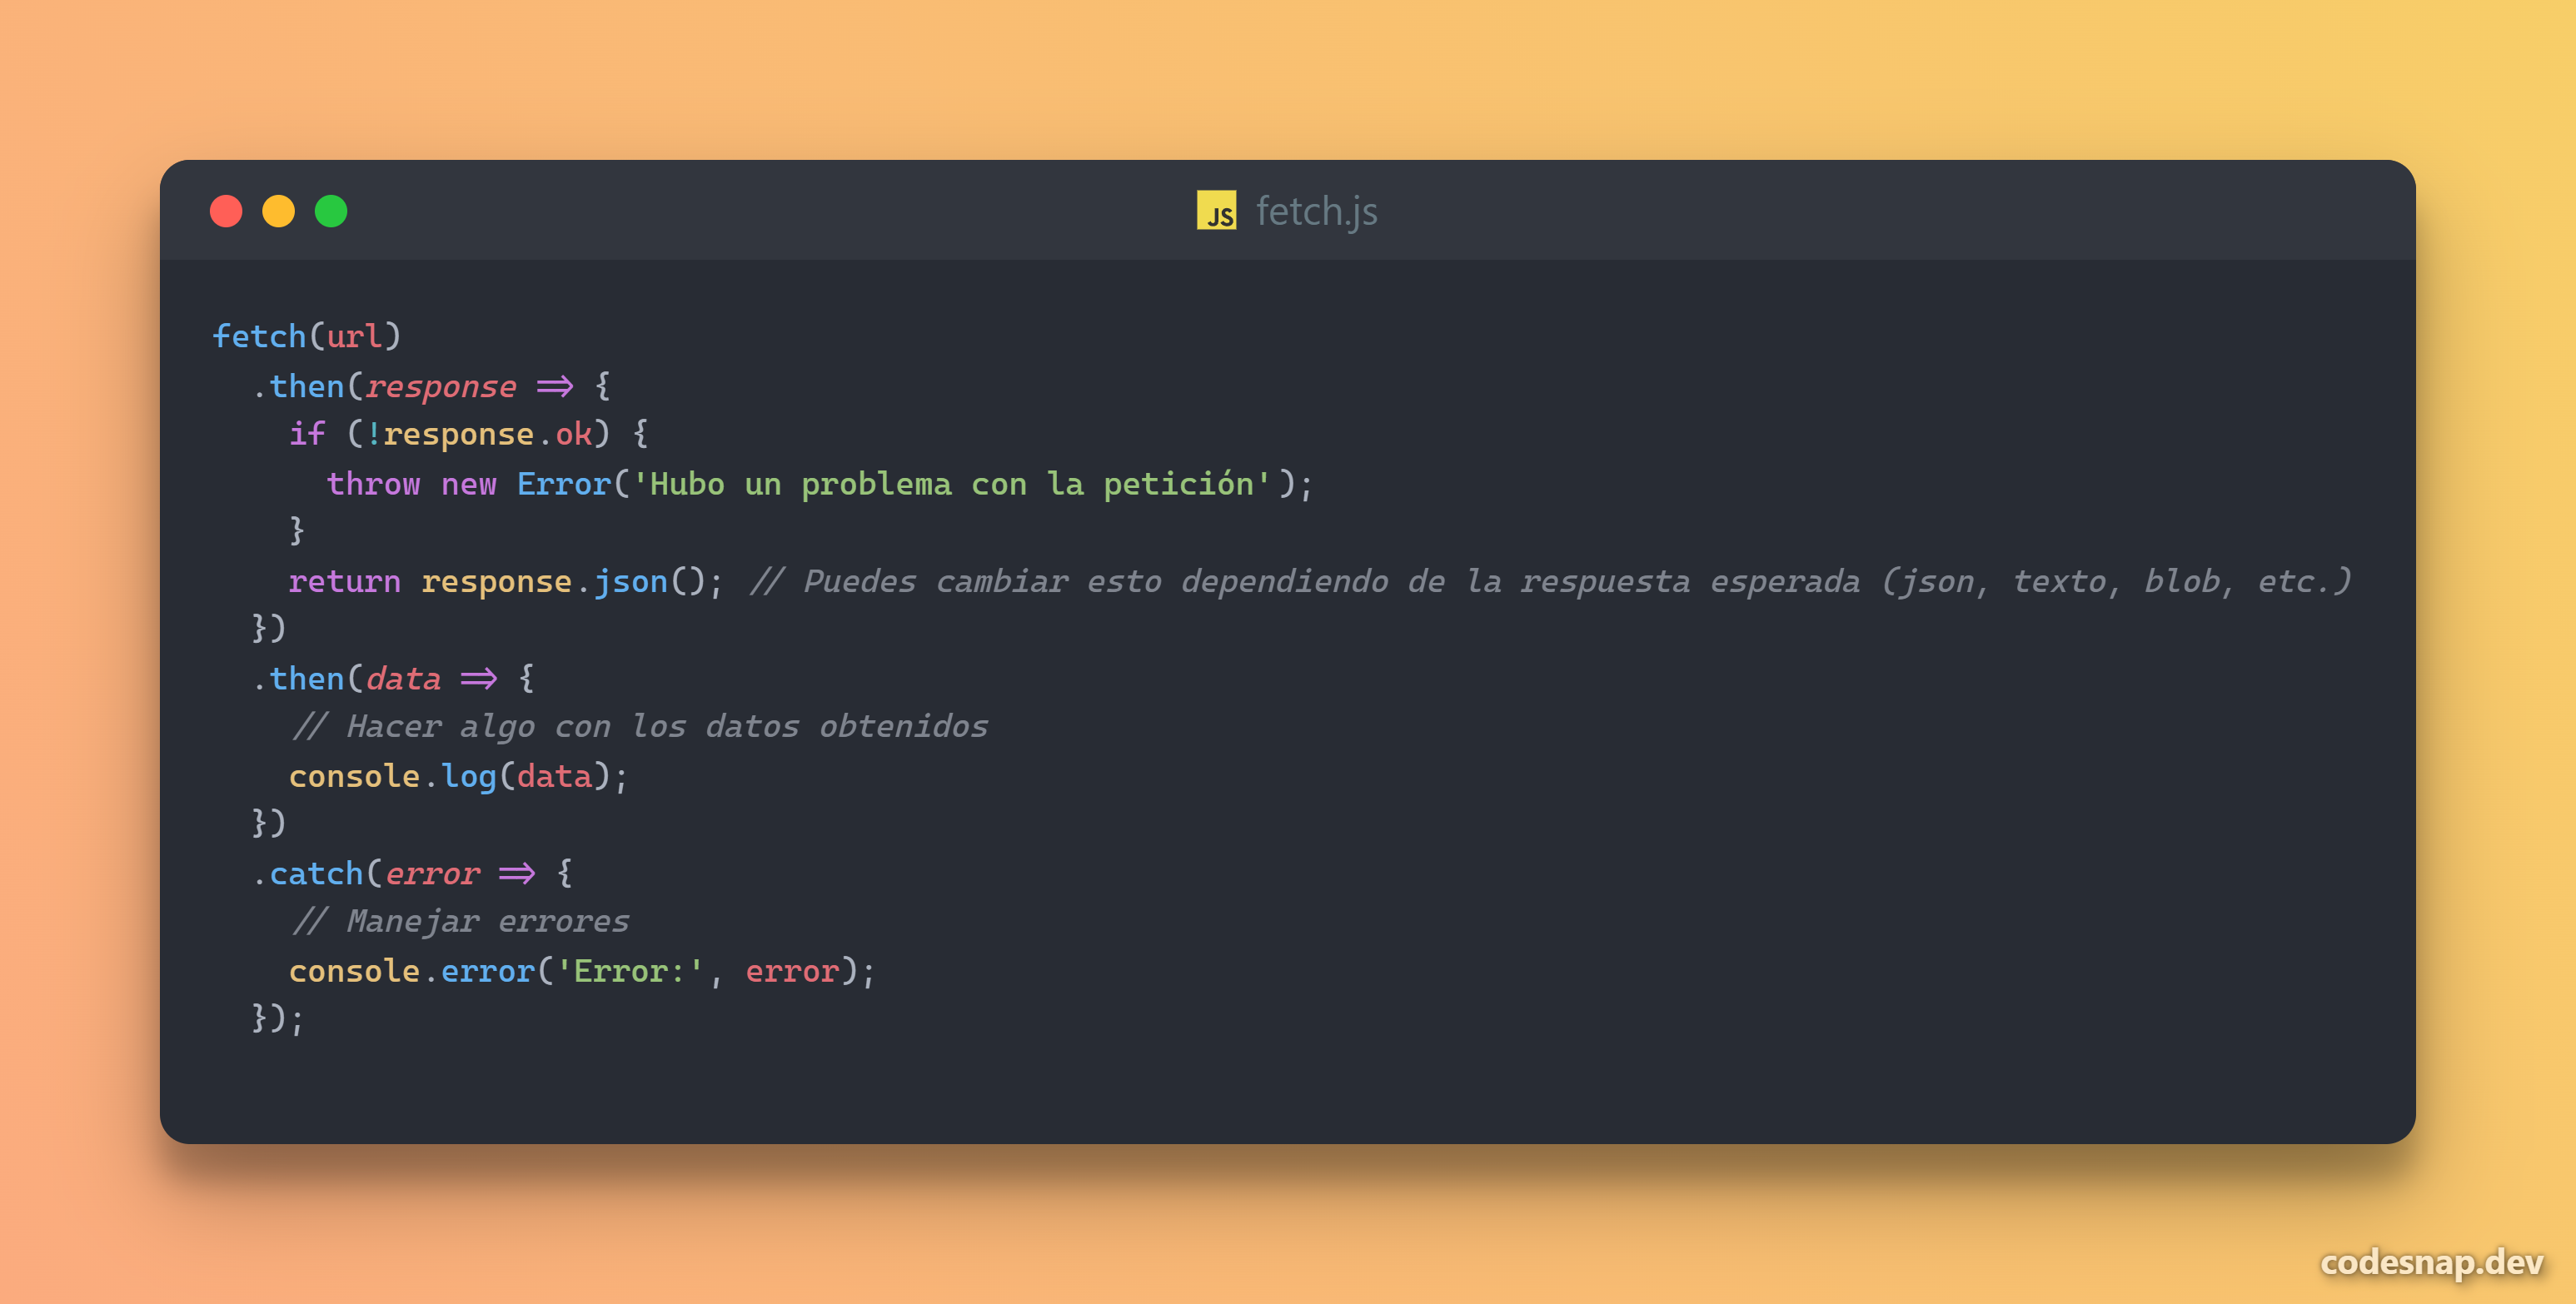 JS fetch.js
fetch(url)
  .then(response => {
    if (!response.ok) {
      throw new Error('Hubo un problema con la petición');
    }
    return response.json(); // Puedes cambiar esto dependiendo de la respuesta esperada (json, texto, blob, etc.)
  })
  .then(data => {
    // Hacer algo con los datos obtenidos
    console.log(data);
  })
  .catch(error => {
    // Manejar errores
    console.error('Error:', error);
  });
codesnap.dev